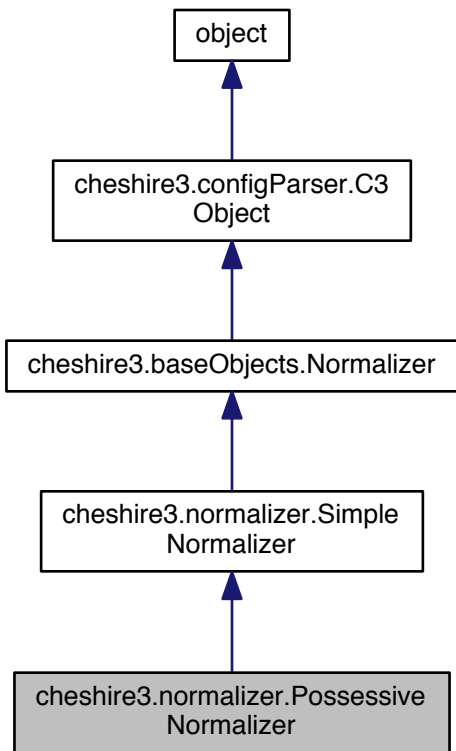 object
cheshire3.configParser.C3
Object
cheshire3.baseObjects.Normalizer
cheshire3.normalizer.Simple
Normalizer
cheshire3.normalizer.Possessive
Normalizer